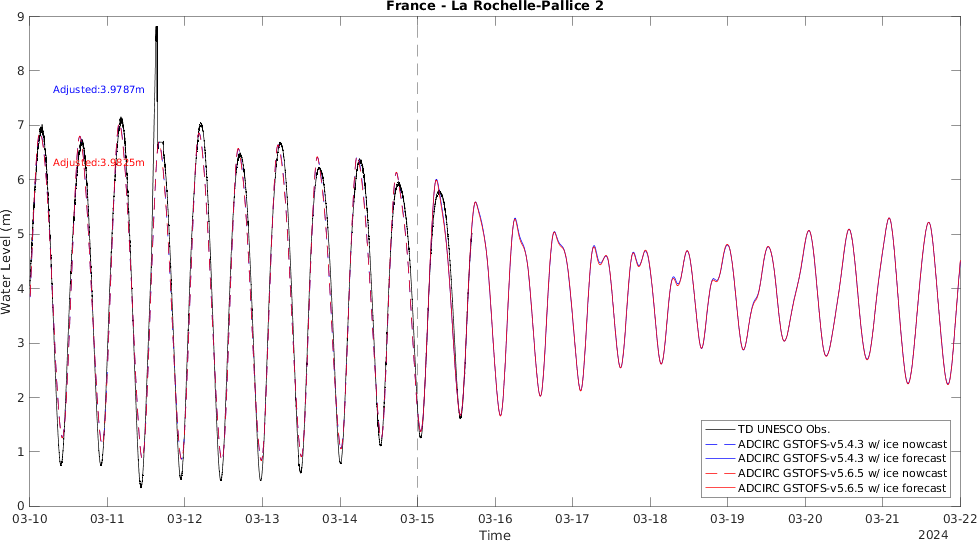 France - La Rochelle-Pallice 2
9
8
7
6
5
4
3
2
1
0
Water Level (m)
Adjusted:3.9787m
Adjusted:3.9825m
TD UNESCO Obs.
ADCIRC GSTOFS-v5.4.3 w/ ice nowcast
ADCIRC GSTOFS-v5.4.3 w/ ice forecast
ADCIRC GSTOFS-v5.6.5 w/ ice nowcast
ADCIRC GSTOFS-v5.6.5 w/ ice forecast
03-10 03-11 03-12 03-13 03-14 03-15 03-16 03-17 03-18 03-19 03-20 03-21 03-22
Time
2024